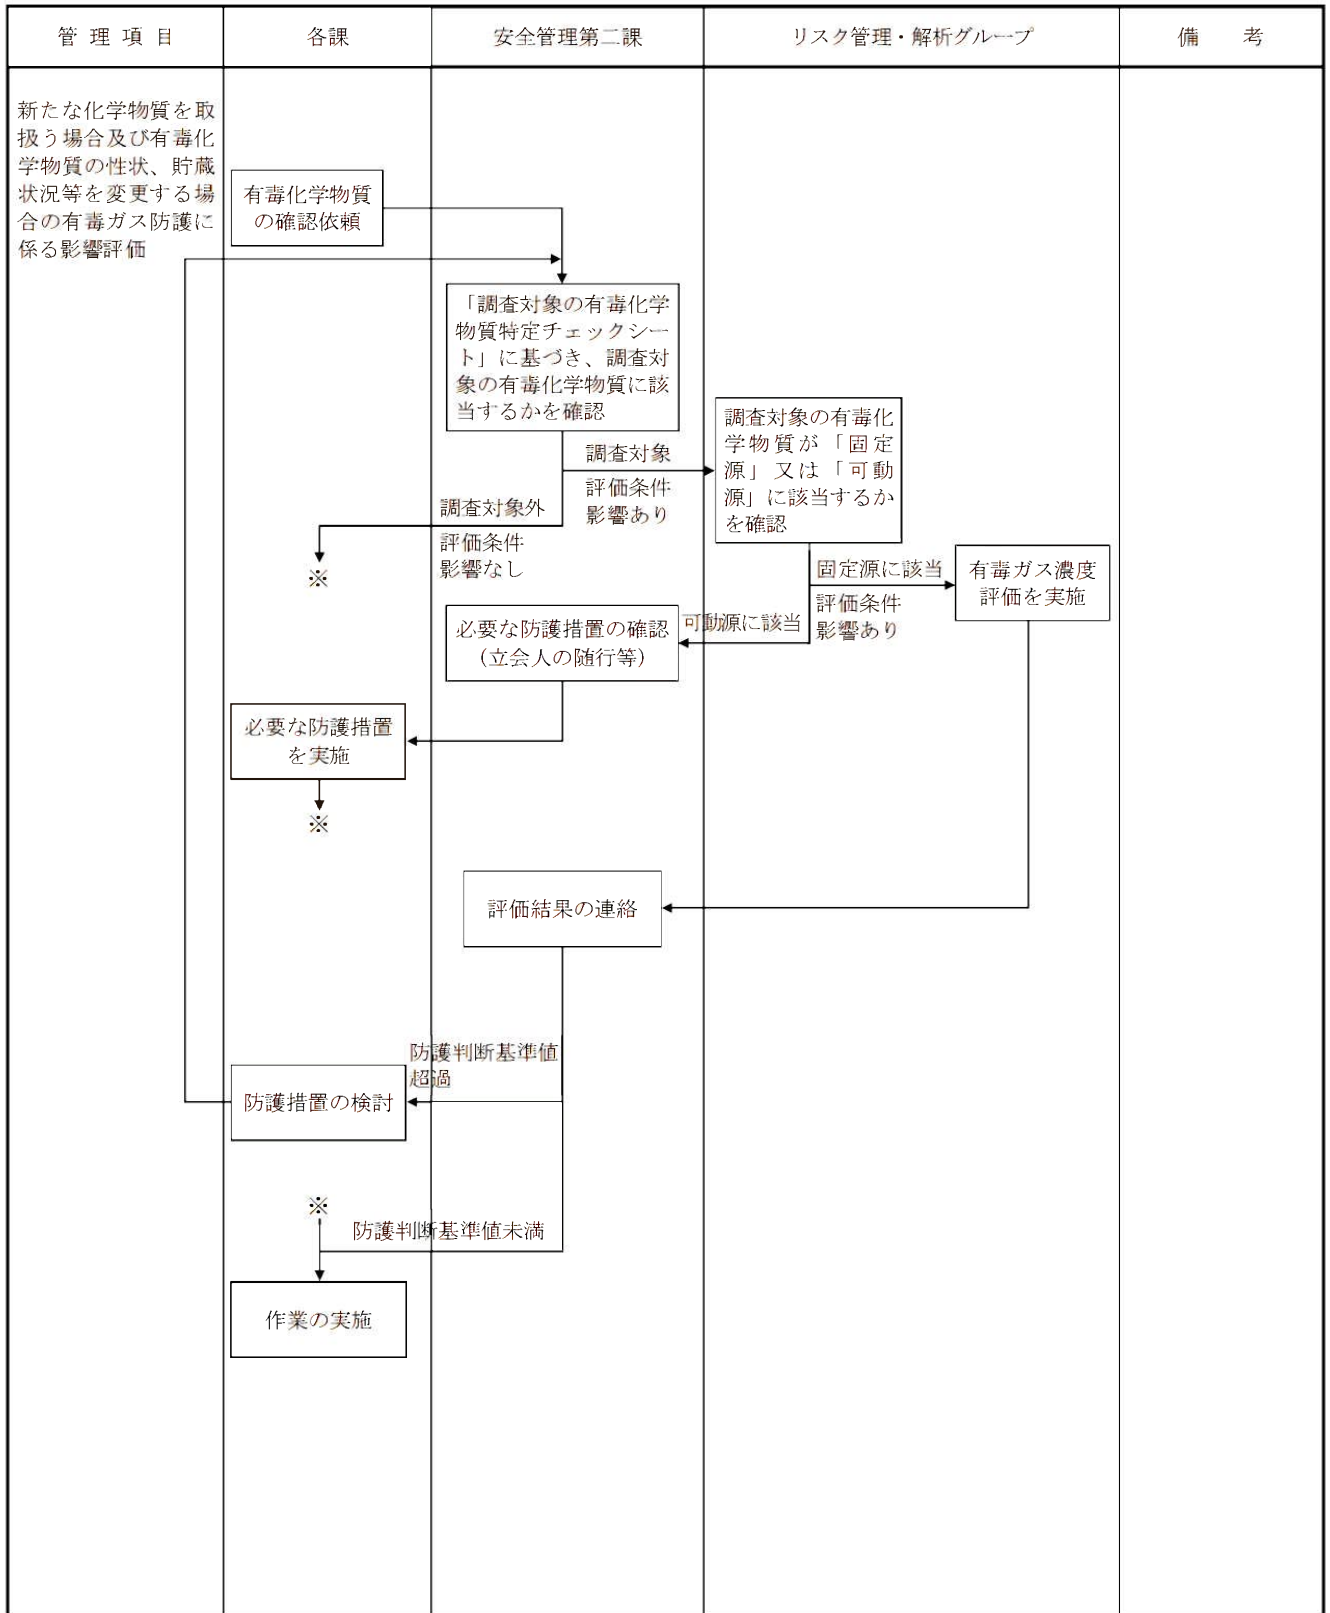 管理項目
各課
安全管理第二課
リスク管理・解析グループ
備 考
新たな化学物質を取
扱う場合及び有毒化
学物質の性状、貯蔵
状況等を変更する場
合の有毒ガス防護に
係る影響評価
有毒化学物質
の確認依頼
「調査対象の有毒化学
物質特定チェックシー
ト」に基づき、調査対
象の有毒化学物質に該
当するかを確認
調査対象
評価条件
影響あり
調査対象外
評価条件
影響なし
※
調査対象の有毒化
学物質が「固定
源」又は「可動
源」に該当するか
を確認
固定源に該当
評価条件
影響あり
有毒ガス濃度
評価を実施
可動源に該当
必要な防護措置の確認
（立会人の随行等）
必要な防護措置
を実施
※
評価結果の連絡
防護判断基準値
超過
防護措置の検討
※
防護判断基準値未満
作業の実施